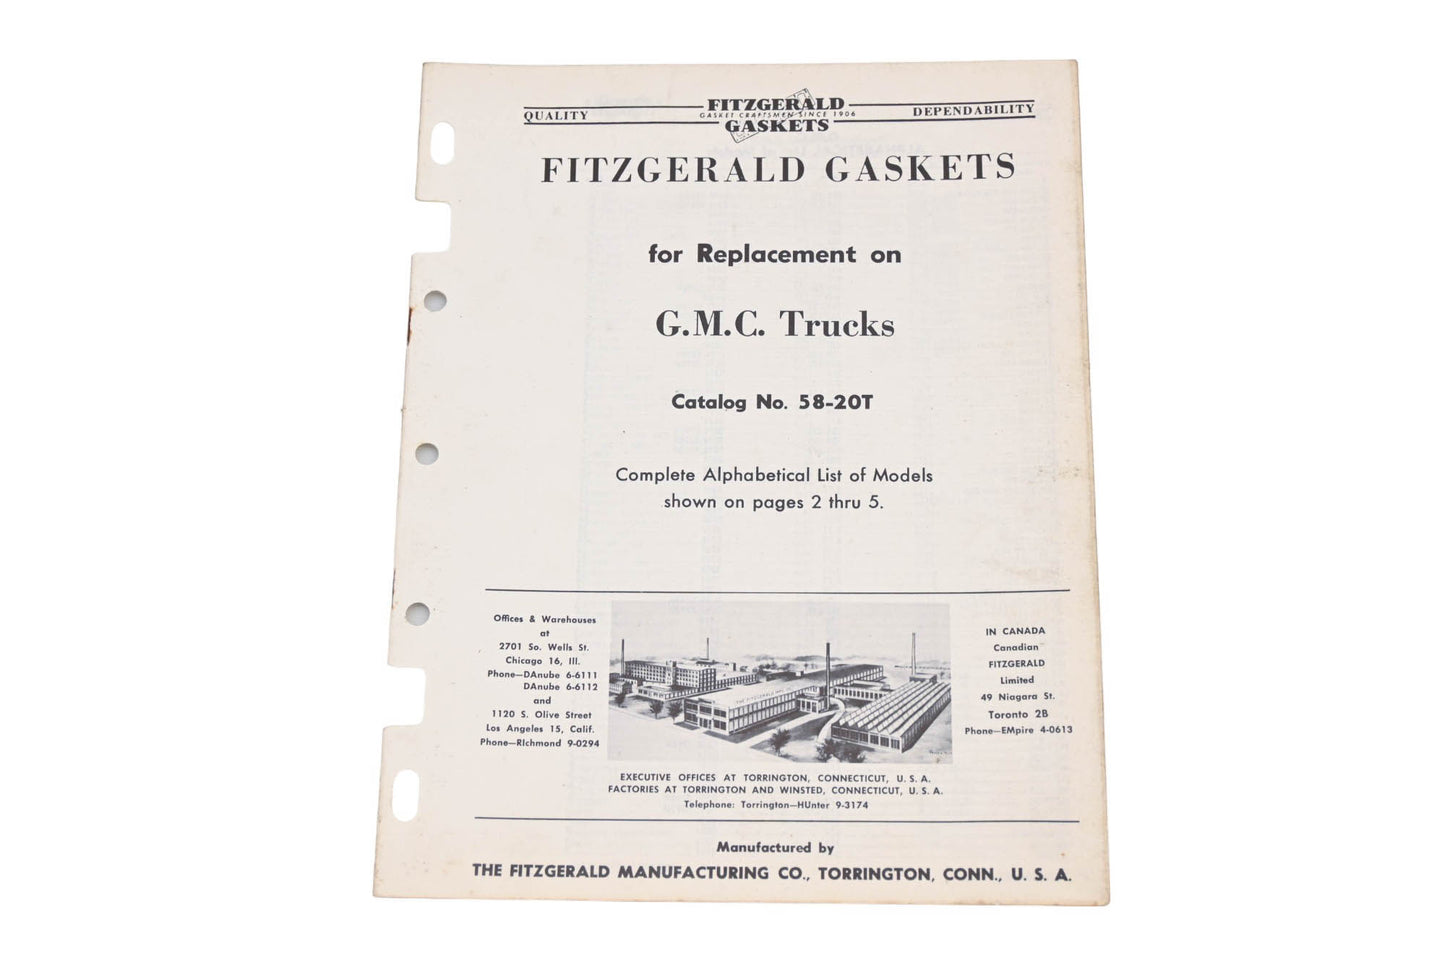 QUALITY
FITZGERALD
GASKET CRAFTSMEN SINCE 1906
GASKETS
DEPENDABILITY
FITZGERALD GASKETS
for Replacement on
G.M.C. Trucks
Catalog No. 58-20T
Complete Alphabetical List of Models
shown on pages 2 thru 5.
Offices & Warehouses
at
2701 So. Wells St.
Chicago 16, Ill.
Phone—DAnube 6-6111
DAnube 6-6112
and
1120 S. Olive Street
Los Angeles 15, Calif.
Phone—RIchmond 9-0294
THE FITZGERALD
IN CANADA
Canadian
FITZGERALD
Limited
49 Niagara St.
Toronto 2B
Phone—EMpire 4-0613
EXECUTIVE OFFICES AT TORRINGTON, CONNECTICUT, U. S. A.
FACTORIES AT TORRINGTON AND WINSTED, CONNECTICUT, U. S. A.
Telephone: Torrington—HUnter 9-3174
Manufactured by
THE FITZGERALD MANUFACTURING CO., TORRINGTON, CONN., U. S. A.